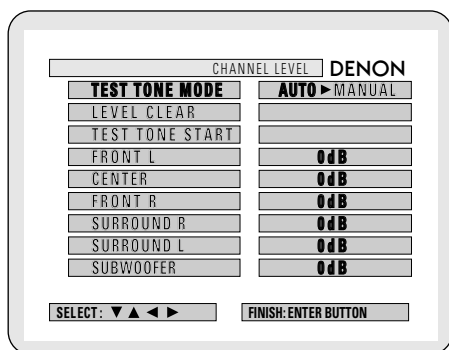 CHANNEL LEVEL DENON
TEST TONE MODE AUTO ►MANUAL
LEVEL CLEAR
TEST TONE START
FRONT L 0dB
CENTER 0dB
FRONT R 0dB
SURROUND R 0dB
SURROUND L 0dB
SUBWOOFER 0dB
SELECT: ▼ ▲ ◄ ► FINISH: ENTER BUTTON